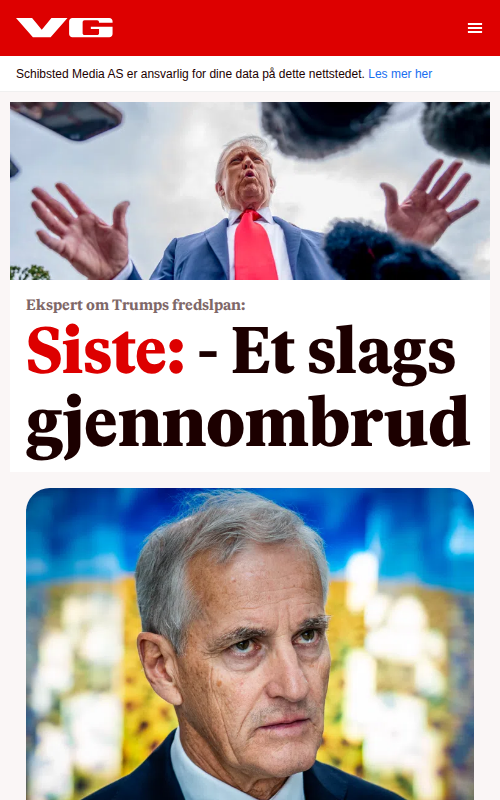 VG
Schibsted Media AS er ansvarlig for dine data på dette nettstedet. Les mer her
Ekspert om Trumps fredslpan:
Siste: - Et slags
gjennombrud